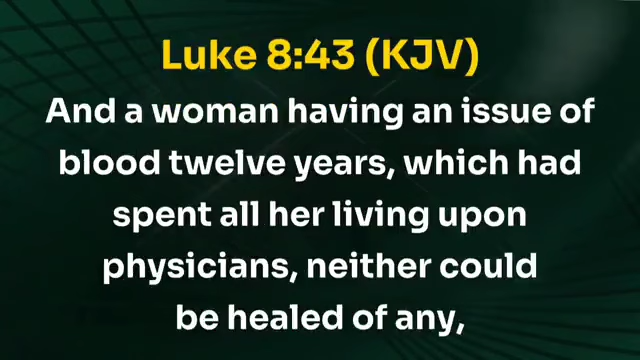 Luke 8:43 (KJV)
And a woman having an issue of
blood twelve years, which had
spent all her living upon
physicians, neither could
be healed of any,